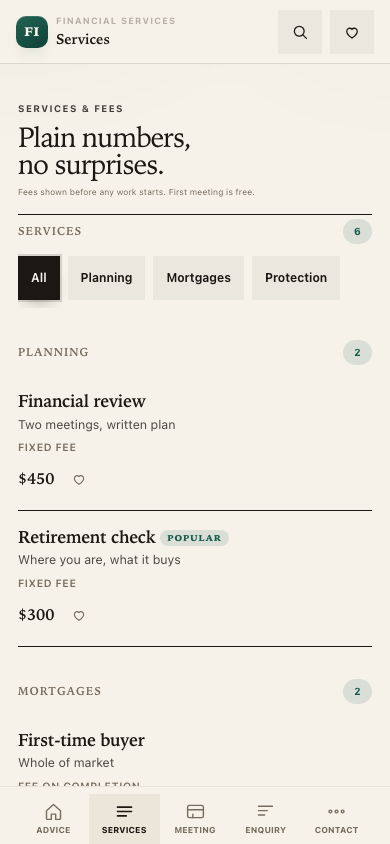 FI
FINANCIAL SERVICES
Services
SERVICES & FEES
Plain numbers,
no surprises.
Fees shown before any work starts. First meeting is free.
SERVICES 6
All Planning Mortgages Protection
PLANNING 2
Financial review
Two meetings, written plan
FIXED FEE
$450
Retirement check POPULAR
Where you are, what it buys
FIXED FEE
$300
MORTGAGES 2
First-time buyer
Whole of market
FEE ON COMPLETION
ADVICE SERVICES MEETING ENQUIRY CONTACT